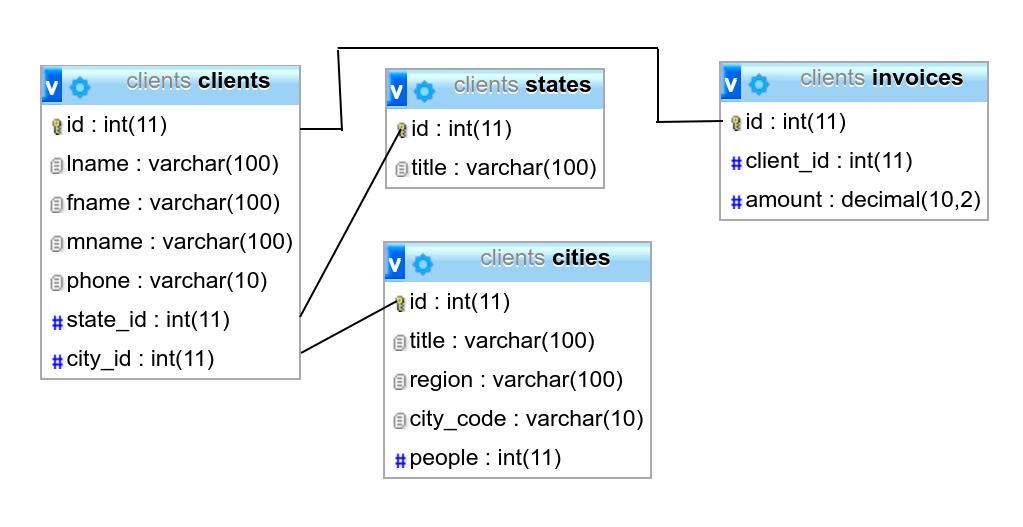 v clients clients
id : int(11)
lname : varchar(100)
fname : varchar(100)
mname : varchar(100)
phone : varchar(10)
# state_id : int(11)
# city_id : int(11)
v clients states
id : int(11)
title : varchar(100)
v clients cities
id : int(11)
title : varchar(100)
region : varchar(100)
city_code : varchar(10)
# people : int(11)
v clients invoices
id : int(11)
# client_id : int(11)
# amount : decimal(10,2)